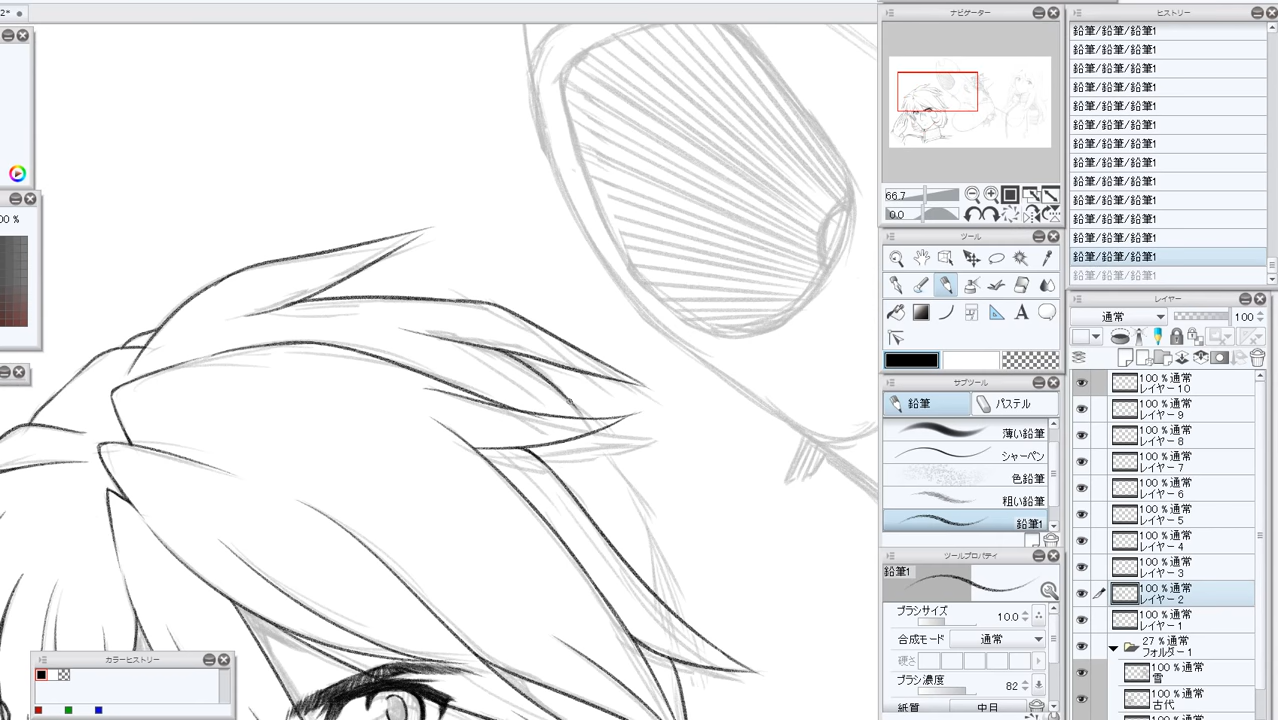 2*
ナビゲーター
ヒストリー
鉛筆/鉛筆/鉛筆1
鉛筆/鉛筆/鉛筆1
鉛筆/鉛筆/鉛筆1
鉛筆/鉛筆/鉛筆1
鉛筆/鉛筆/鉛筆1
鉛筆/鉛筆/鉛筆1
鉛筆/鉛筆/鉛筆1
鉛筆/鉛筆/鉛筆1
鉛筆/鉛筆/鉛筆1
鉛筆/鉛筆/鉛筆1
鉛筆/鉛筆/鉛筆1
鉛筆/鉛筆/鉛筆1
鉛筆/鉛筆/鉛筆1
鉛筆/鉛筆/鉛筆1
66.7
0.0
00 %
ツール
A
レイヤー
通常
100
サブツール
鉛筆
パステル
薄い鉛筆
シャーペン
色鉛筆
粗い鉛筆
鉛筆1
100 %通常
レイヤー 10
100 %通常
レイヤー 9
100 %通常
レイヤー 8
100 %通常
レイヤー 7
100 %通常
レイヤー 6
100 %通常
レイヤー 5
100 %通常
レイヤー 4
100 %通常
レイヤー 3
100 %通常
レイヤー 2
100 %通常
レイヤー 1
27 %通常
フォルダー 1
100 %通常
雪
100 %通常
古代
100 %通常
ツールプロパティ
鉛筆1
ブラシサイズ
10.0
合成モード
通常
硬さ
ブラシ濃度
82
紙質
中目
カラーヒストリー